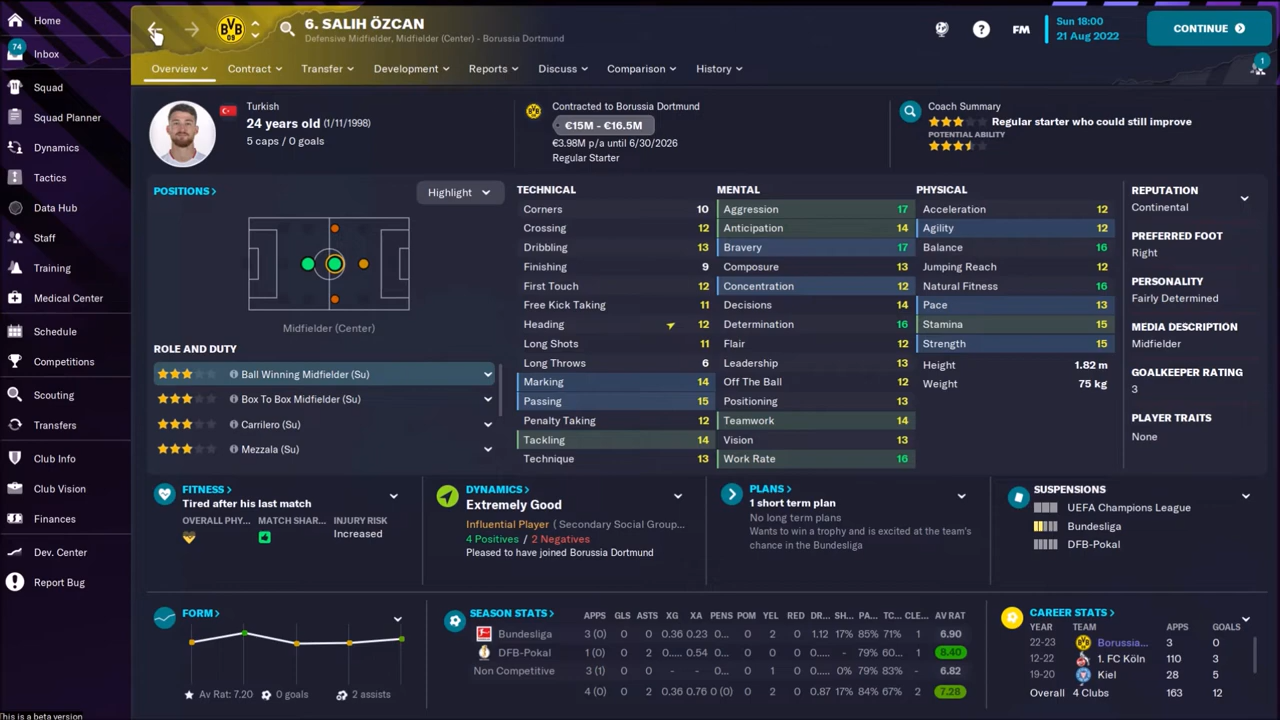 Home
74
Inbox
Squad
Squad Planner
Dynamics
Tactics
Data Hub
Staff
Training
Medical Center
Schedule
Competitions
Scouting
Transfers
Club Info
Club Vision
Finances
Dev. Center
Report Bug
This is a beta version
BVB
09
6. SALIH ÖZCAN
Defensive Midfielder, Midfielder (Center) - Borussia Dortmund
?
FM
Sun 18:00
21 Aug 2022
CONTINUE
Overview
Contract
Transfer
Development
Reports
Discuss
Comparison
History
1
Turkish
24 years old (1/11/1998)
5 caps / 0 goals
Contracted to Borussia Dortmund
€15M - €16.5M
€3.98M p/a until 6/30/2026
Regular Starter
Coach Summary
Regular starter who could still improve
POTENTIAL ABILITY
POSITIONS
Highlight
Midfielder (Center)
ROLE AND DUTY
Ball Winning Midfielder (Su)
Box To Box Midfielder (Su)
Carrilero (Su)
Mezzala (Su)
TECHNICAL
Corners 10
Crossing 12
Dribbling 13
Finishing 9
First Touch 12
Free Kick Taking 11
Heading 12
Long Shots 11
Long Throws 6
Marking 14
Passing 15
Penalty Taking 12
Tackling 14
Technique 13
MENTAL
Aggression 17
Anticipation 14
Bravery 17
Composure 13
Concentration 12
Decisions 14
Determination 16
Flair 12
Leadership 13
Off The Ball 12
Positioning 13
Teamwork 14
Vision 13
Work Rate 16
PHYSICAL
Acceleration 12
Agility 12
Balance 16
Jumping Reach 12
Natural Fitness 16
Pace 13
Stamina 15
Strength 15
Height 1.82 m
Weight 75 kg
REPUTATION
Continental
PREFERRED FOOT
Right
PERSONALITY
Fairly Determined
MEDIA DESCRIPTION
Midfielder
GOALKEEPER RATING
3
PLAYER TRAITS
None
FITNESS
Tired after his last match
OVERALL PHY... MATCH SHAR... INJURY RISK
Increased
DYNAMICS
Extremely Good
Influential Player ( Secondary Social Group...
4 Positives / 2 Negatives
Pleased to have joined Borussia Dortmund
PLANS
1 short term plan
No long term plans
Wants to win a trophy and is excited at the team's
chance in the Bundesliga
SUSPENSIONS
UEFA Champions League
Bundesliga
DFB-Pokal
FORM
Av Rat: 7.20 0 goals 2 assists
SEASON STATS APPS GLS ASTS XG XA PENS POM YEL RED DR... SH... PA... TC... CLE... AV RAT
Bundesliga 3 (0) 0 0 0.36 0.23 0... 0 2 0 1.12 17% 85% 71% 1 6.90
DFB-Pokal 1 (0) 0 2 0.... 0.54 0... 0 0 0 0.... - 79% 60... 1 8.40
Non Competitive 3 (1) 0 0 - - 0 0 1 0 0.... 0% 79% 83% - 6.82
4 (0) 0 2 0.36 0.76 0 (0) 0 2 0 0.87 17% 84% 67% 2 7.28
CAREER STATS
YEAR TEAM APPS GOALS
22-23 Borussia... 3 0
12-22 1. FC Köln 110 3
19-20 Kiel 28 5
Overall 4 Clubs 163 12